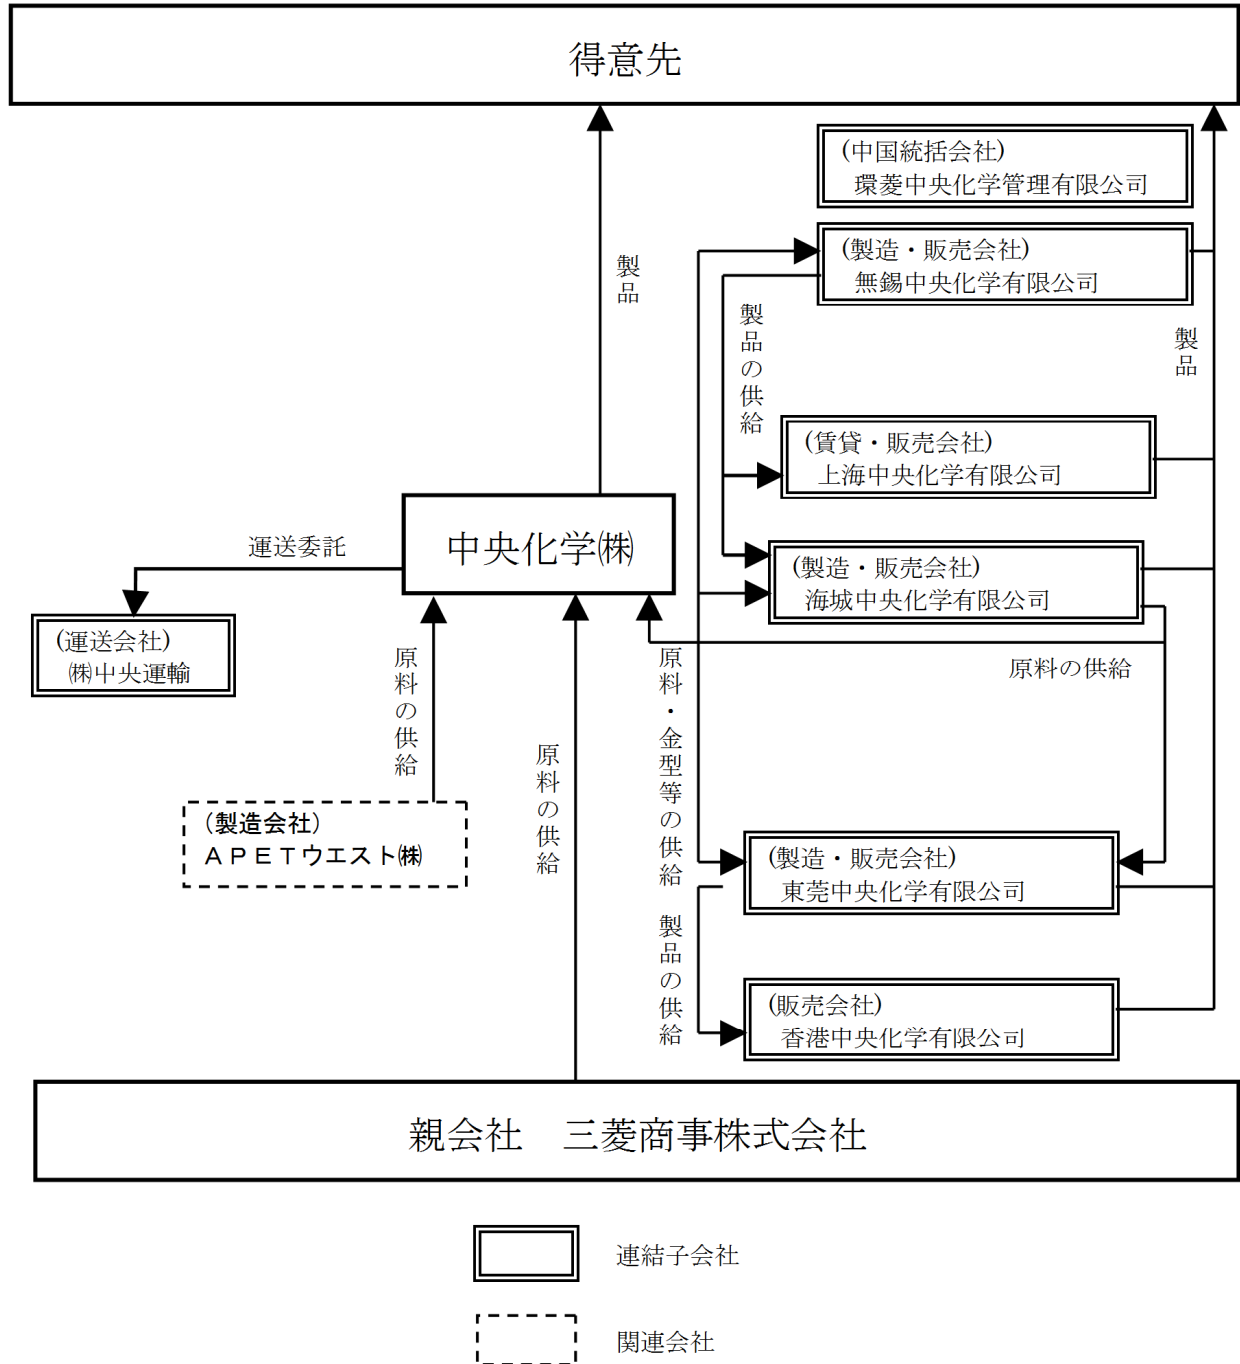 得意先
(中国統括会社)
環菱中央化学管理有限公司
(製造・販売会社)
無錫中央化学有限公司
製品
製品の供給
製品
(賃貸・販売会社)
上海中央化学有限公司
中央化学㈱
運送委託
(製造・販売会社)
海城中央化学有限公司
(運送会社)
㈱中央運輸
原料の供給
原料の供給
原料・金型等の供給
原料の供給
(製造会社)
ＡＰＥＴウエスト㈱
(製造・販売会社)
東莞中央化学有限公司
製品の供給
(販売会社)
香港中央化学有限公司
親会社　三菱商事株式会社
連結子会社
関連会社